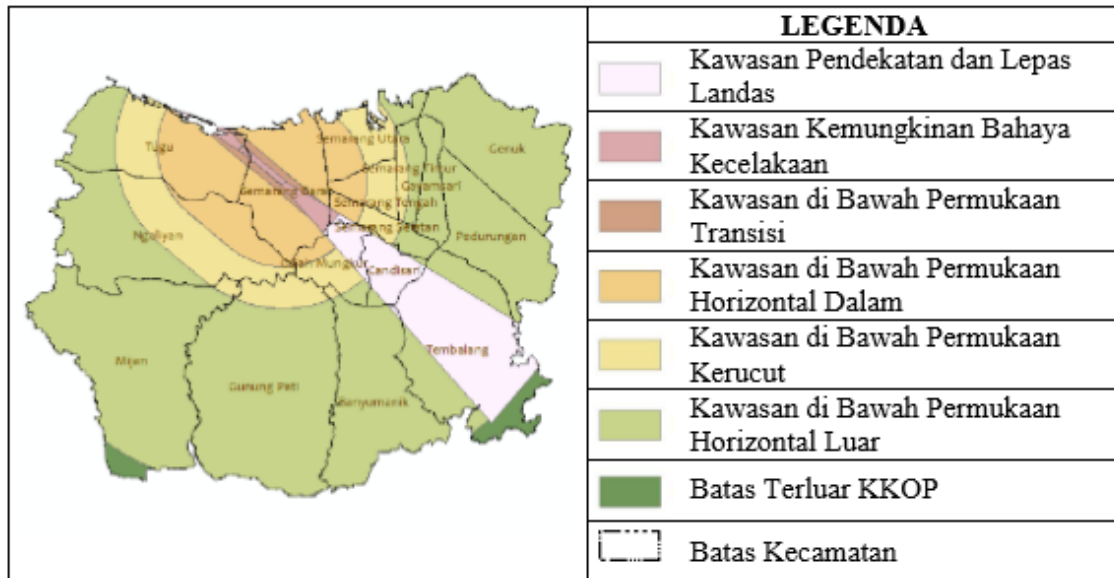 LEGENDA
Kawasan Pendekatan dan Lepas
Landas
Kawasan Kemungkinan Bahaya
Kecelakaan
Kawasan di Bawah Permukaan
Transisi
Kawasan di Bawah Permukaan
Horizontal Dalam
Kawasan di Bawah Permukaan
Kerucut
Kawasan di Bawah Permukaan
Horizontal Luar
Batas Terluar KKOP
Batas Kecamatan
Tugu
Semarang Utara
Genuk
Semarang Timur
Semarang Barat
Gayamsari
Semarang Tengah
Semarang Selatan
Pedurungan
Ngaliyan
Gajah Mungkur
Candisari
Tembalang
Mijen
Gunung Pati
Banyumanik